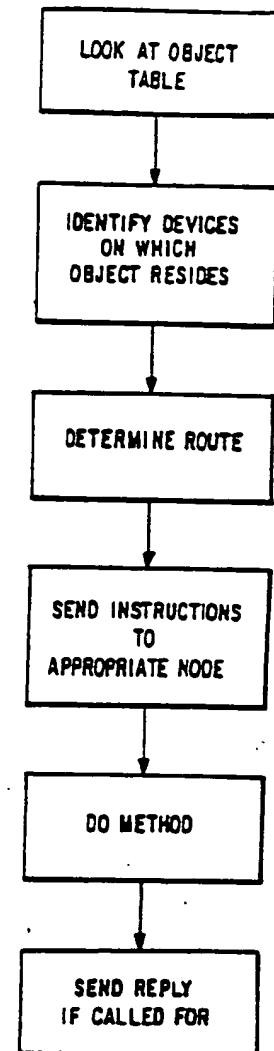 LOOK AT OBJECT
TABLE
IDENTIFY DEVICES
ON WHICH
OBJECT RESIDES
DETERMINE ROUTE
SEND INSTRUCTIONS
TO
APPROPRIATE NODE
DO METHOD
SEND REPLY
IF CALLED FOR